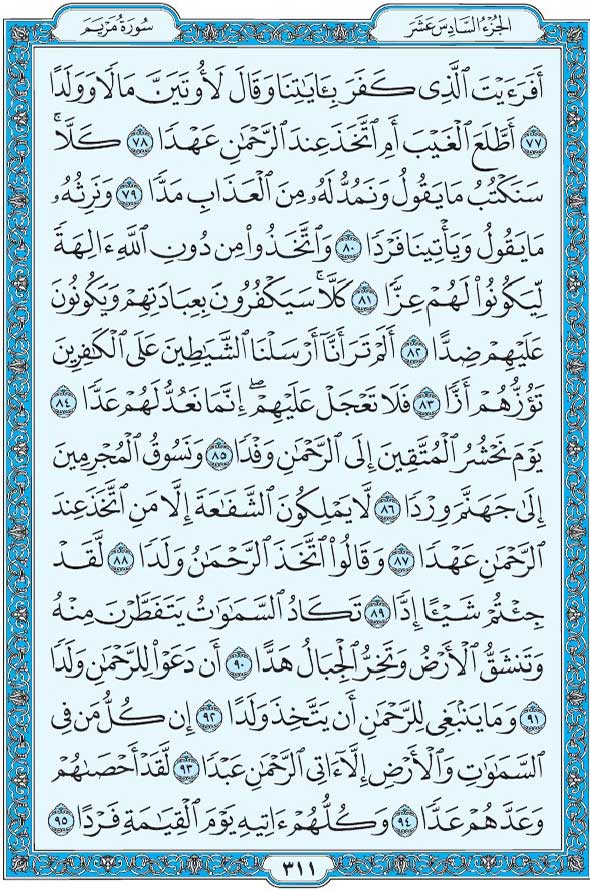 سُورَةُ مَرْيَم
الجُزْءُ السَّادِسَ عَشَرَ
أَفَرَءَيْتَ ٱلَّذِى كَفَرَ بِـَٔايَـٰتِنَا وَقَالَ لَأُوتَيَنَّ مَالًا وَوَلَدًا
٧٧ أَطَّلَعَ ٱلْغَيْبَ أَمِ ٱتَّخَذَ عِندَ ٱلرَّحْمَـٰنِ عَهْدًا ٧٨ كَلَّا ۚ
سَنَكْتُبُ مَا يَقُولُ وَنَمُدُّ لَهُۥ مِنَ ٱلْعَذَابِ مَدًّا ٧٩ وَنَرِثُهُۥ
مَا يَقُولُ وَيَأْتِينَا فَرْدًا ٨٠ وَٱتَّخَذُوا۟ مِن دُونِ ٱللَّهِ ءَالِهَةً
لِّيَكُونُوا۟ لَهُمْ عِزًّا ٨١ كَلَّا ۚ سَيَكْفُرُونَ بِعِبَادَتِهِمْ وَيَكُونُونَ
عَلَيْهِمْ ضِدًّا ٨٢ أَلَمْ تَرَ أَنَّآ أَرْسَلْنَا ٱلشَّيَـٰطِينَ عَلَى ٱلْكَـٰفِرِينَ
تَؤُزُّهُمْ أَزًّا ٨٣ فَلَا تَعْجَلْ عَلَيْهِمْ ۖ إِنَّمَا نَعُدُّ لَهُمْ عَدًّا ٨٤
يَوْمَ نَحْشُرُ ٱلْمُتَّقِينَ إِلَى ٱلرَّحْمَـٰنِ وَفْدًا ٨٥ وَنَسُوقُ ٱلْمُجْرِمِينَ
إِلَىٰ جَهَنَّمَ وِرْدًا ٨٦ لَّا يَمْلِكُونَ ٱلشَّفَـٰعَةَ إِلَّا مَنِ ٱتَّخَذَ عِندَ
ٱلرَّحْمَـٰنِ عَهْدًا ٨٧ وَقَالُوا۟ ٱتَّخَذَ ٱلرَّحْمَـٰنُ وَلَدًا ٨٨ لَّقَدْ
جِئْتُمْ شَيْـًٔا إِدًّا ٨٩ تَكَادُ ٱلسَّمَـٰوَٰتُ يَتَفَطَّرْنَ مِنْهُ
وَتَنشَقُّ ٱلْأَرْضُ وَتَخِرُّ ٱلْجِبَالُ هَدًّا ٩٠ أَن دَعَوْا۟ لِلرَّحْمَـٰنِ وَلَدًا
٩١ وَمَا يَنۢبَغِى لِلرَّحْمَـٰنِ أَن يَتَّخِذَ وَلَدًا ٩٢ إِن كُلُّ مَن فِى
ٱلسَّمَـٰوَٰتِ وَٱلْأَرْضِ إِلَّآ ءَاتِى ٱلرَّحْمَـٰنِ عَبْدًا ٩٣ لَّقَدْ أَحْصَىٰهُمْ
وَعَدَّهُمْ عَدًّا ٩٤ وَكُلُّهُمْ ءَاتِيهِ يَوْمَ ٱلْقِيَـٰمَةِ فَرْدًا ٩٥
٣١١